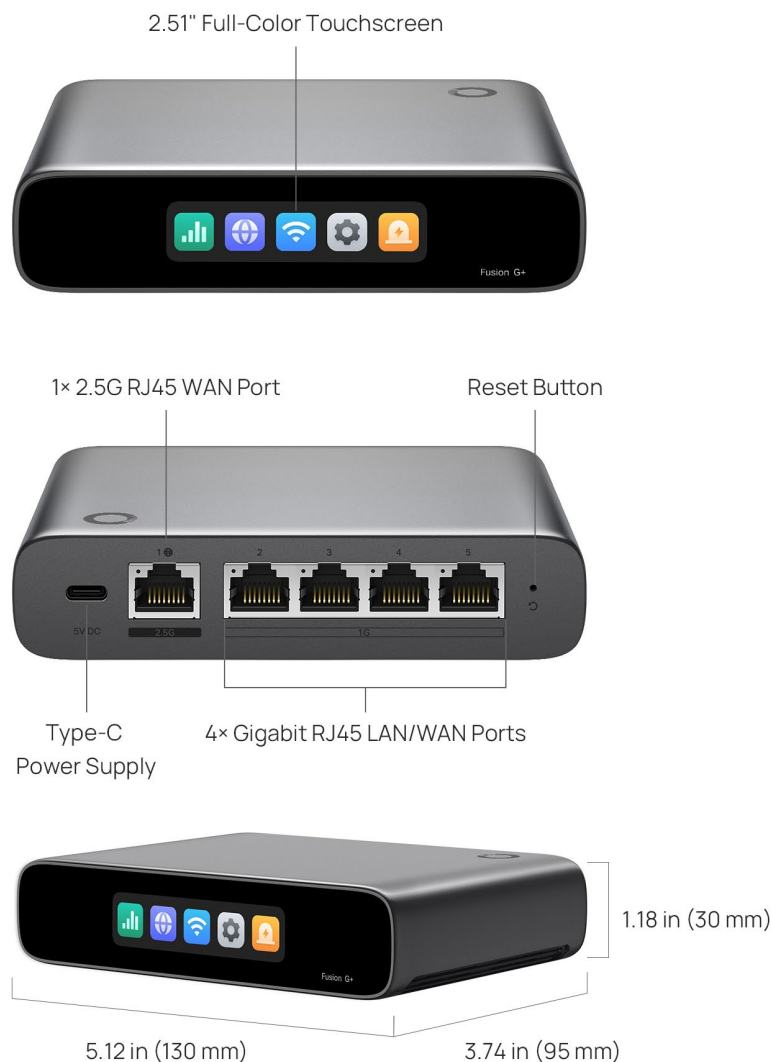 2.51" Full-Color Touchscreen
Fusion G+
1× 2.5G RJ45 WAN Port
Reset Button
1
2
3
4
5
5V DC
2.5G
1G
Type-C
Power Supply
4× Gigabit RJ45 LAN/WAN Ports
Fusion G+
1.18 in (30 mm)
5.12 in (130 mm)
3.74 in (95 mm)